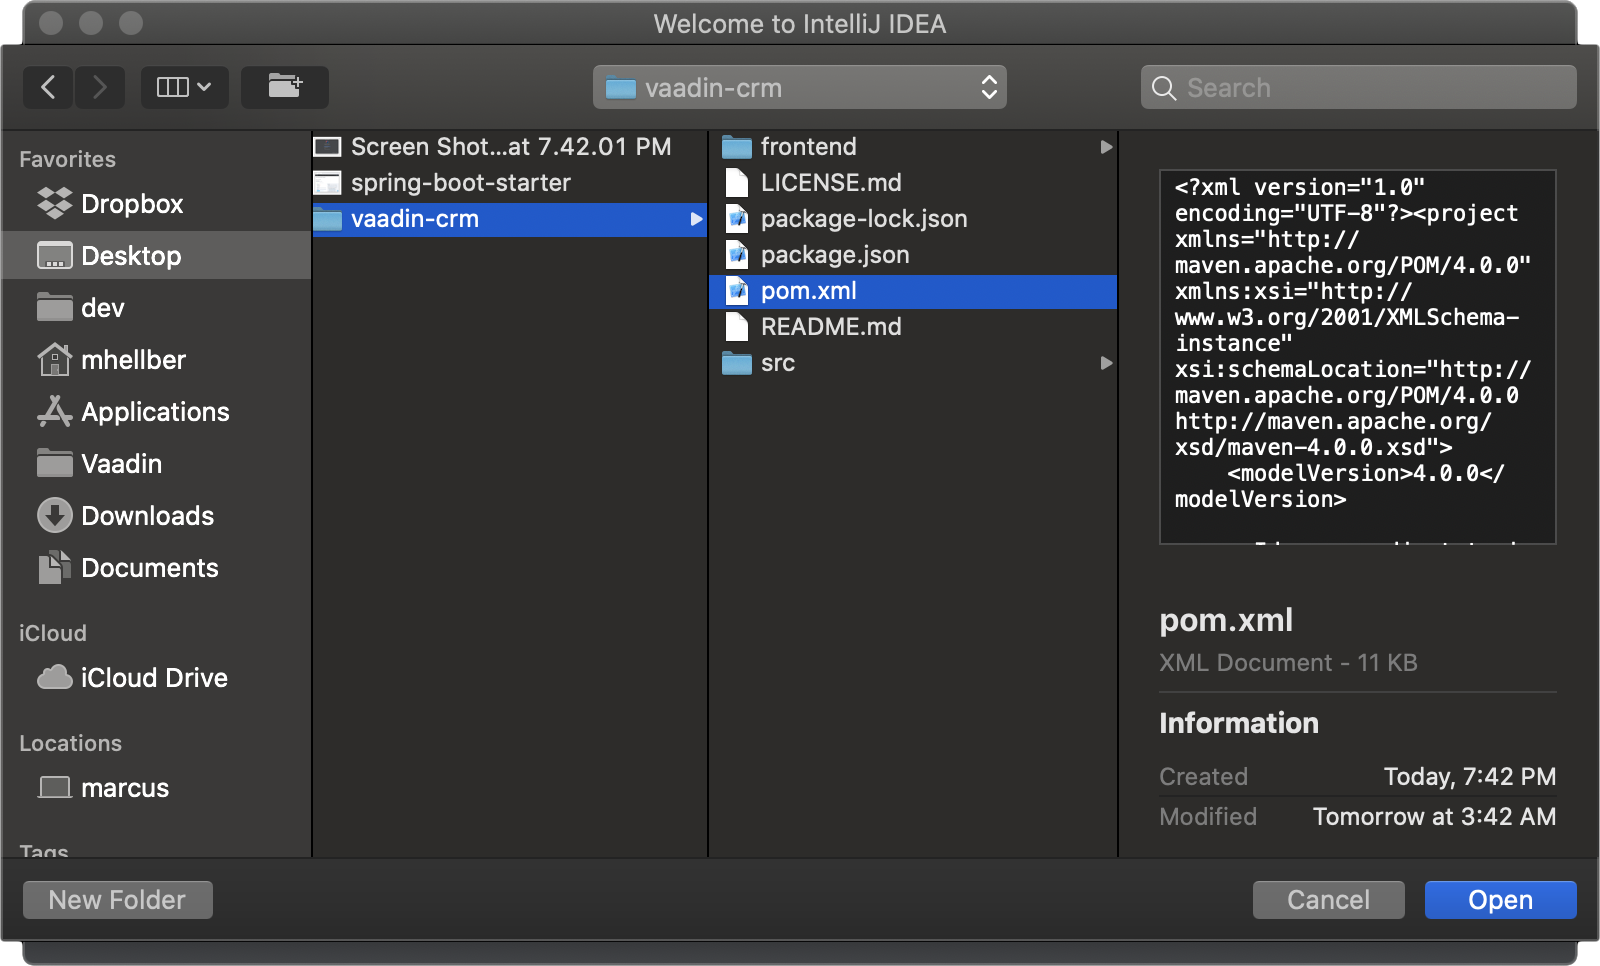 Welcome to IntelliJ IDEA
vaadin-crm
Search
Favorites
Dropbox
Desktop
dev
mhellber
Applications
Vaadin
Downloads
Documents
iCloud
iCloud Drive
Locations
marcus
Tags
Screen Shot...at 7.42.01 PM
spring-boot-starter
vaadin-crm
frontend
LICENSE.md
package-lock.json
package.json
pom.xml
README.md
src
<?xml version="1.0"
encoding="UTF-8"?><project
xmlns="http://
maven.apache.org/POM/4.0.0"
xmlns:xsi="http://
www.w3.org/2001/XMLSchema-
instance"
xsi:schemaLocation="http://
maven.apache.org/POM/4.0.0
http://maven.apache.org/
xsd/maven-4.0.0.xsd">
<modelVersion>4.0.0</
modelVersion>
pom.xml
XML Document - 11 KB
Information
Created Today, 7:42 PM
Modified Tomorrow at 3:42 AM
New Folder
Cancel
Open